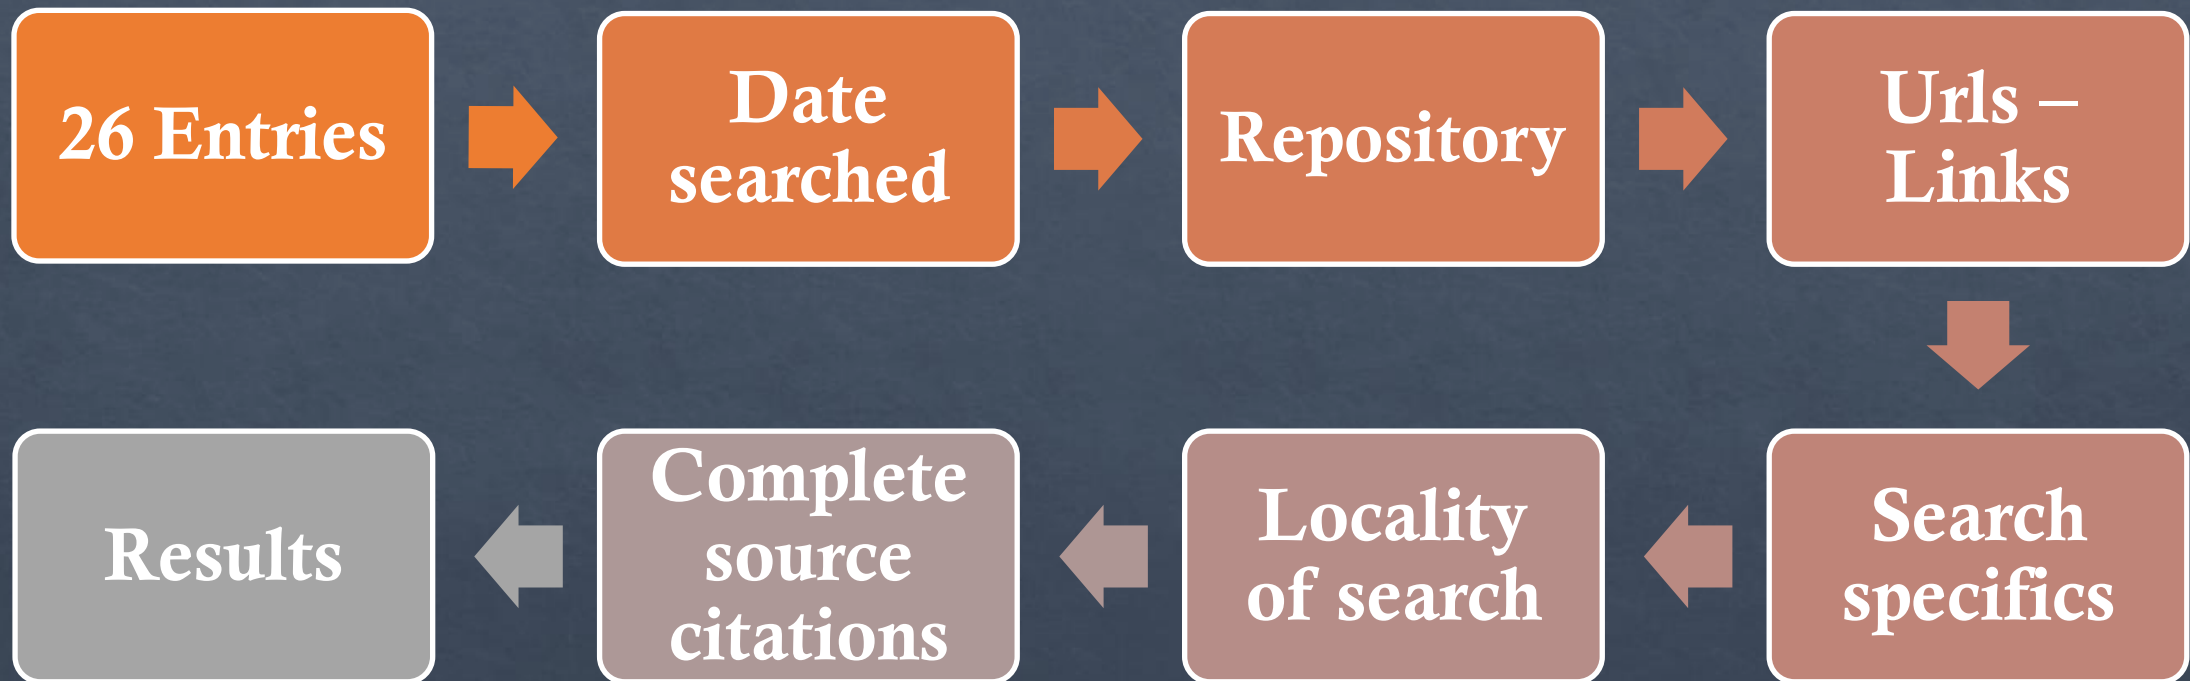 26 Entries
Date
searched
Repository
Urls –
Links
Search
specifics
Locality
of search
Complete
source
citations
Results